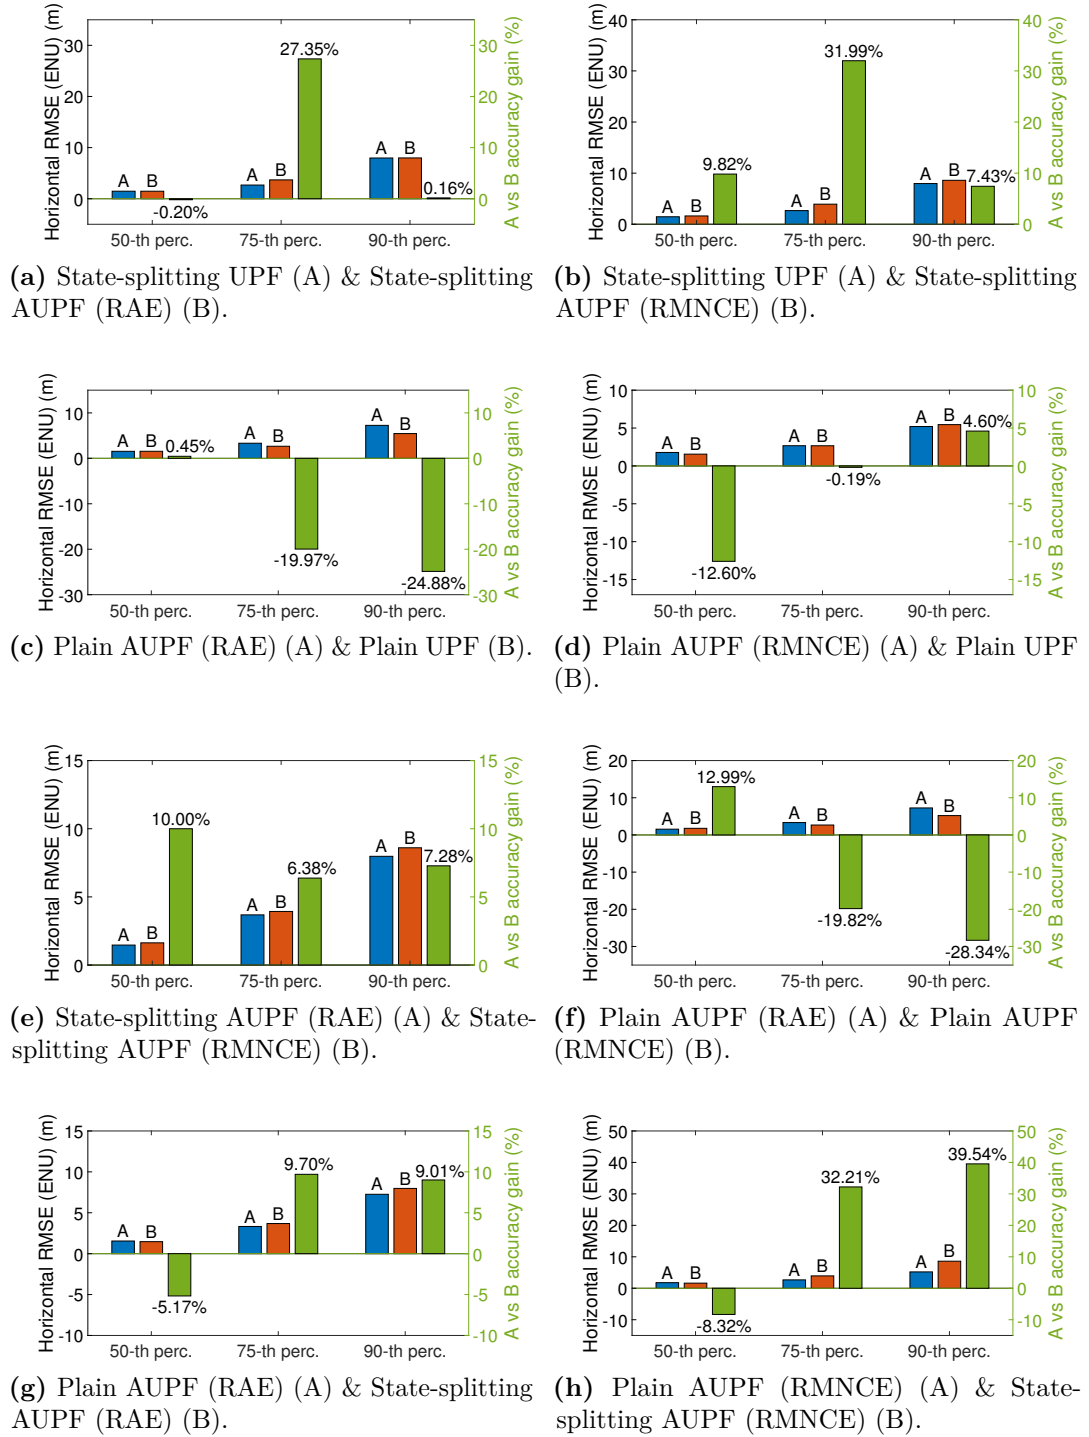 Horizontal RMSE (ENU) (m)
30
20
10
0
A B
-0.20%
A B
27.35%
A B
0.16%
30
20
10
0
A vs B accuracy gain (%)
50-th perc. 75-th perc. 90-th perc.
(a) State-splitting UPF (A) & State-splitting
AUPF (RAE) (B).
Horizontal RMSE (ENU) (m)
40
30
20
10
0
A B
9.82%
A B
31.99%
A B
7.43%
40
30
20
10
0
A vs B accuracy gain (%)
50-th perc. 75-th perc. 90-th perc.
(b) State-splitting UPF (A) & State-splitting
AUPF (RMNCE) (B).
Horizontal RMSE (ENU) (m)
10
0
-10
-20
-30
A B
0.45%
A B
-19.97%
A B
-24.88%
10
0
-10
-20
-30
A vs B accuracy gain (%)
50-th perc. 75-th perc. 90-th perc.
(c) Plain AUPF (RAE) (A) & Plain UPF (B).
Horizontal RMSE (ENU) (m)
10
5
0
-5
-10
-15
A B
-12.60%
A B
-0.19%
A B
4.60%
10
5
0
-5
-10
-15
A vs B accuracy gain (%)
50-th perc. 75-th perc. 90-th perc.
(d) Plain AUPF (RMNCE) (A) & Plain UPF
(B).
Horizontal RMSE (ENU) (m)
15
10
5
0
A B
10.00%
A B
6.38%
A B
7.28%
15
10
5
0
A vs B accuracy gain (%)
50-th perc. 75-th perc. 90-th perc.
(e) State-splitting AUPF (RAE) (A) & State-
splitting AUPF (RMNCE) (B).
Horizontal RMSE (ENU) (m)
20
10
0
-10
-20
-30
A B
12.99%
A B
-19.82%
A B
-28.34%
20
10
0
-10
-20
-30
A vs B accuracy gain (%)
50-th perc. 75-th perc. 90-th perc.
(f) Plain AUPF (RAE) (A) & Plain AUPF
(RMNCE) (B).
Horizontal RMSE (ENU) (m)
15
10
5
0
-5
-10
A B
-5.17%
A B
9.70%
A B
9.01%
15
10
5
0
-5
-10
A vs B accuracy gain (%)
50-th perc. 75-th perc. 90-th perc.
(g) Plain AUPF (RAE) (A) & State-splitting
AUPF (RAE) (B).
Horizontal RMSE (ENU) (m)
50
40
30
20
10
0
-10
A B
-8.32%
A B
32.21%
A B
39.54%
50
40
30
20
10
0
-10
A vs B accuracy gain (%)
50-th perc. 75-th perc. 90-th perc.
(h) Plain AUPF (RMNCE) (A) & State-
splitting AUPF (RMNCE) (B).